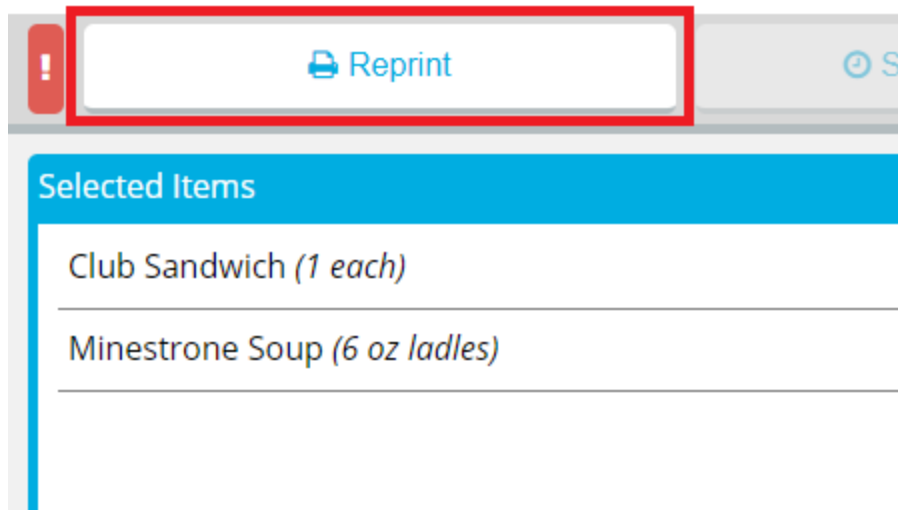 ! Reprint S
Selected Items
Club Sandwich (1 each)
Minestrone Soup (6 oz ladles)